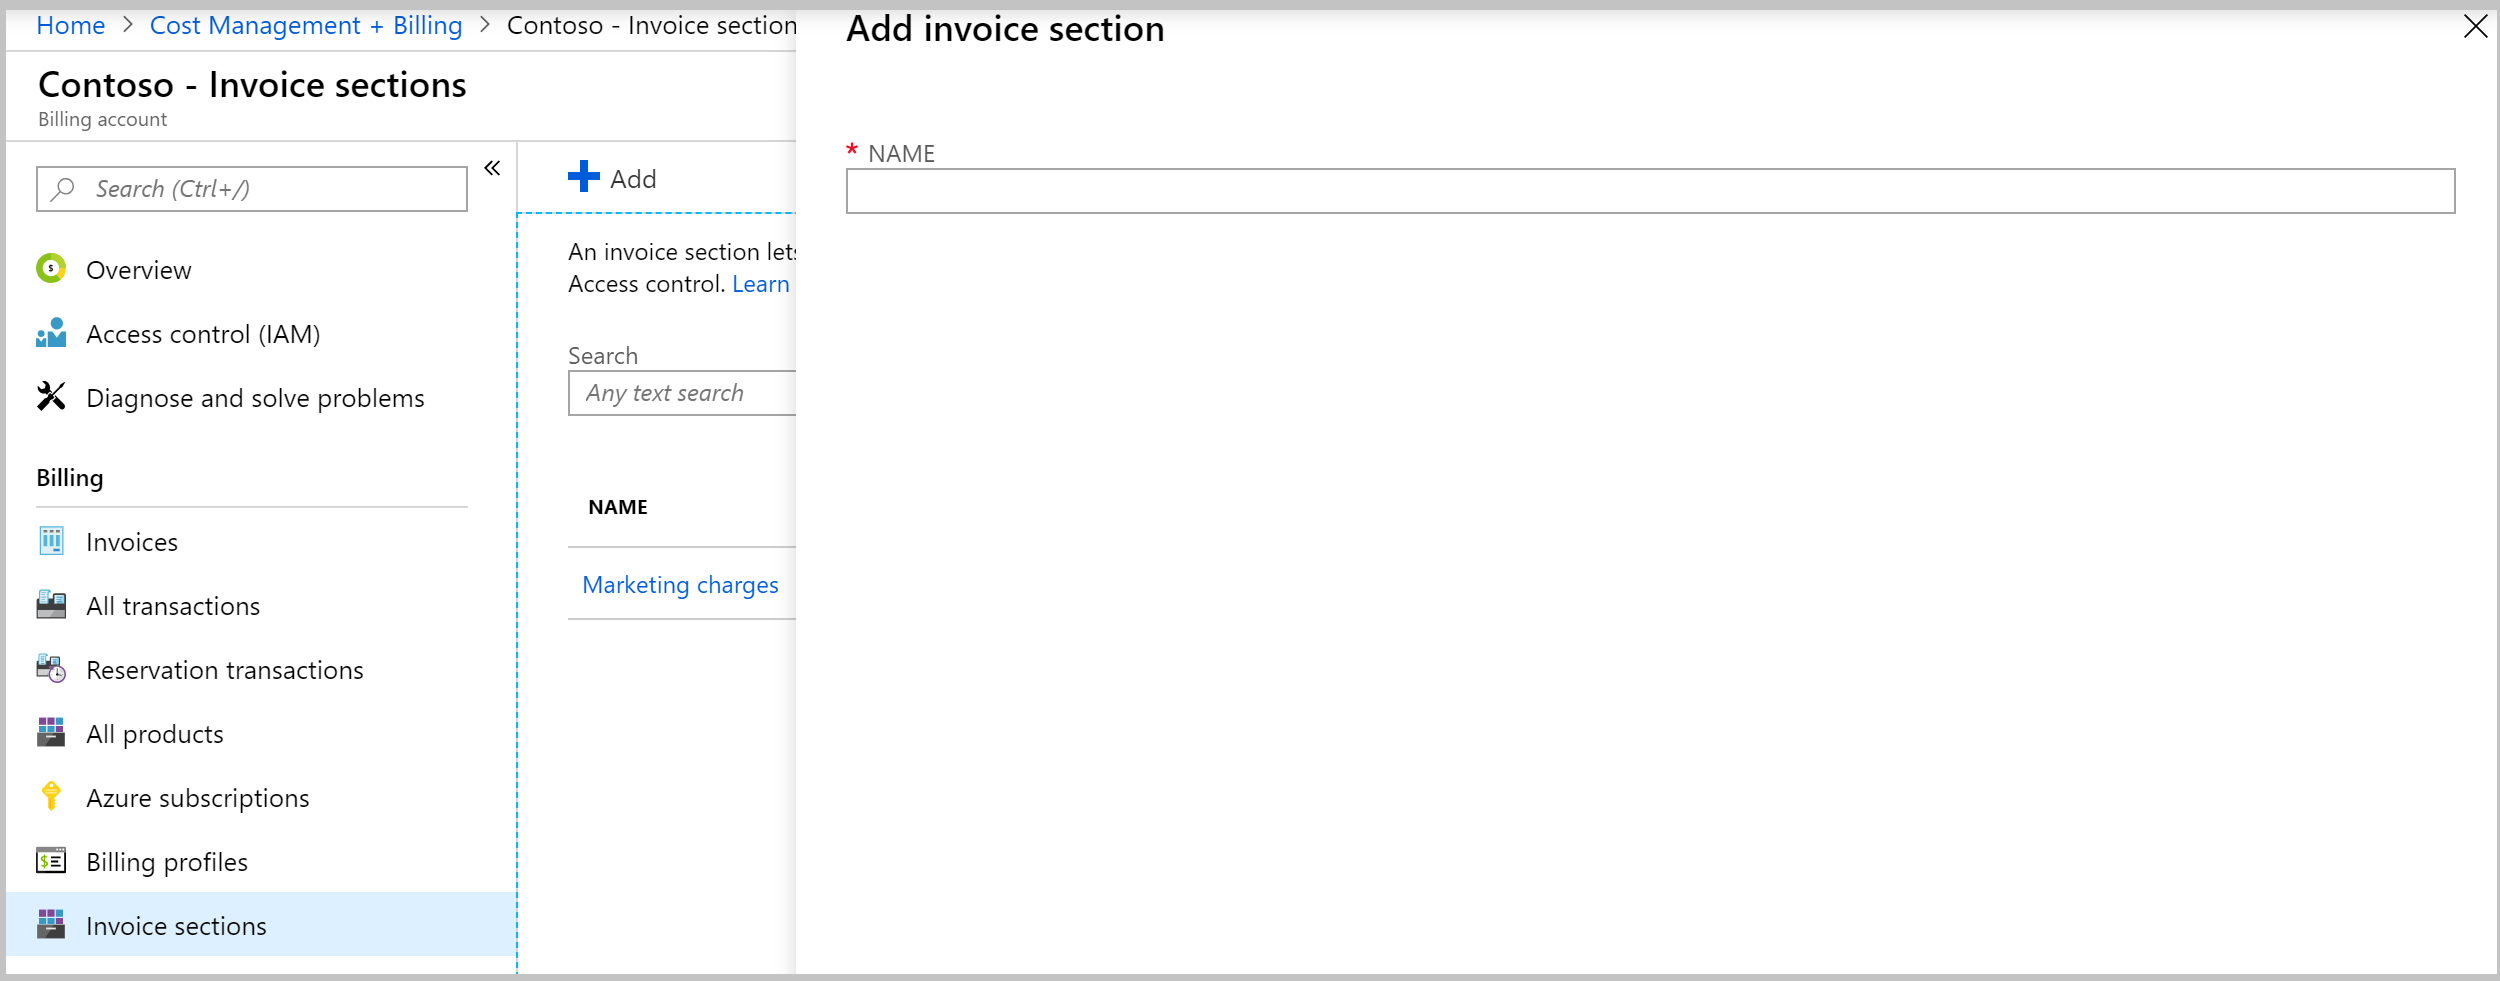 Home > Cost Management + Billing > Contoso - Invoice section
Contoso - Invoice sections
Billing account
Search (Ctrl+/)
«
Overview
Access control (IAM)
Diagnose and solve problems
Billing
Invoices
All transactions
Reservation transactions
All products
Azure subscriptions
Billing profiles
Invoice sections
Add
An invoice section lets
Access control. Learn
Search
Any text search
NAME
Marketing charges
Add invoice section
* NAME